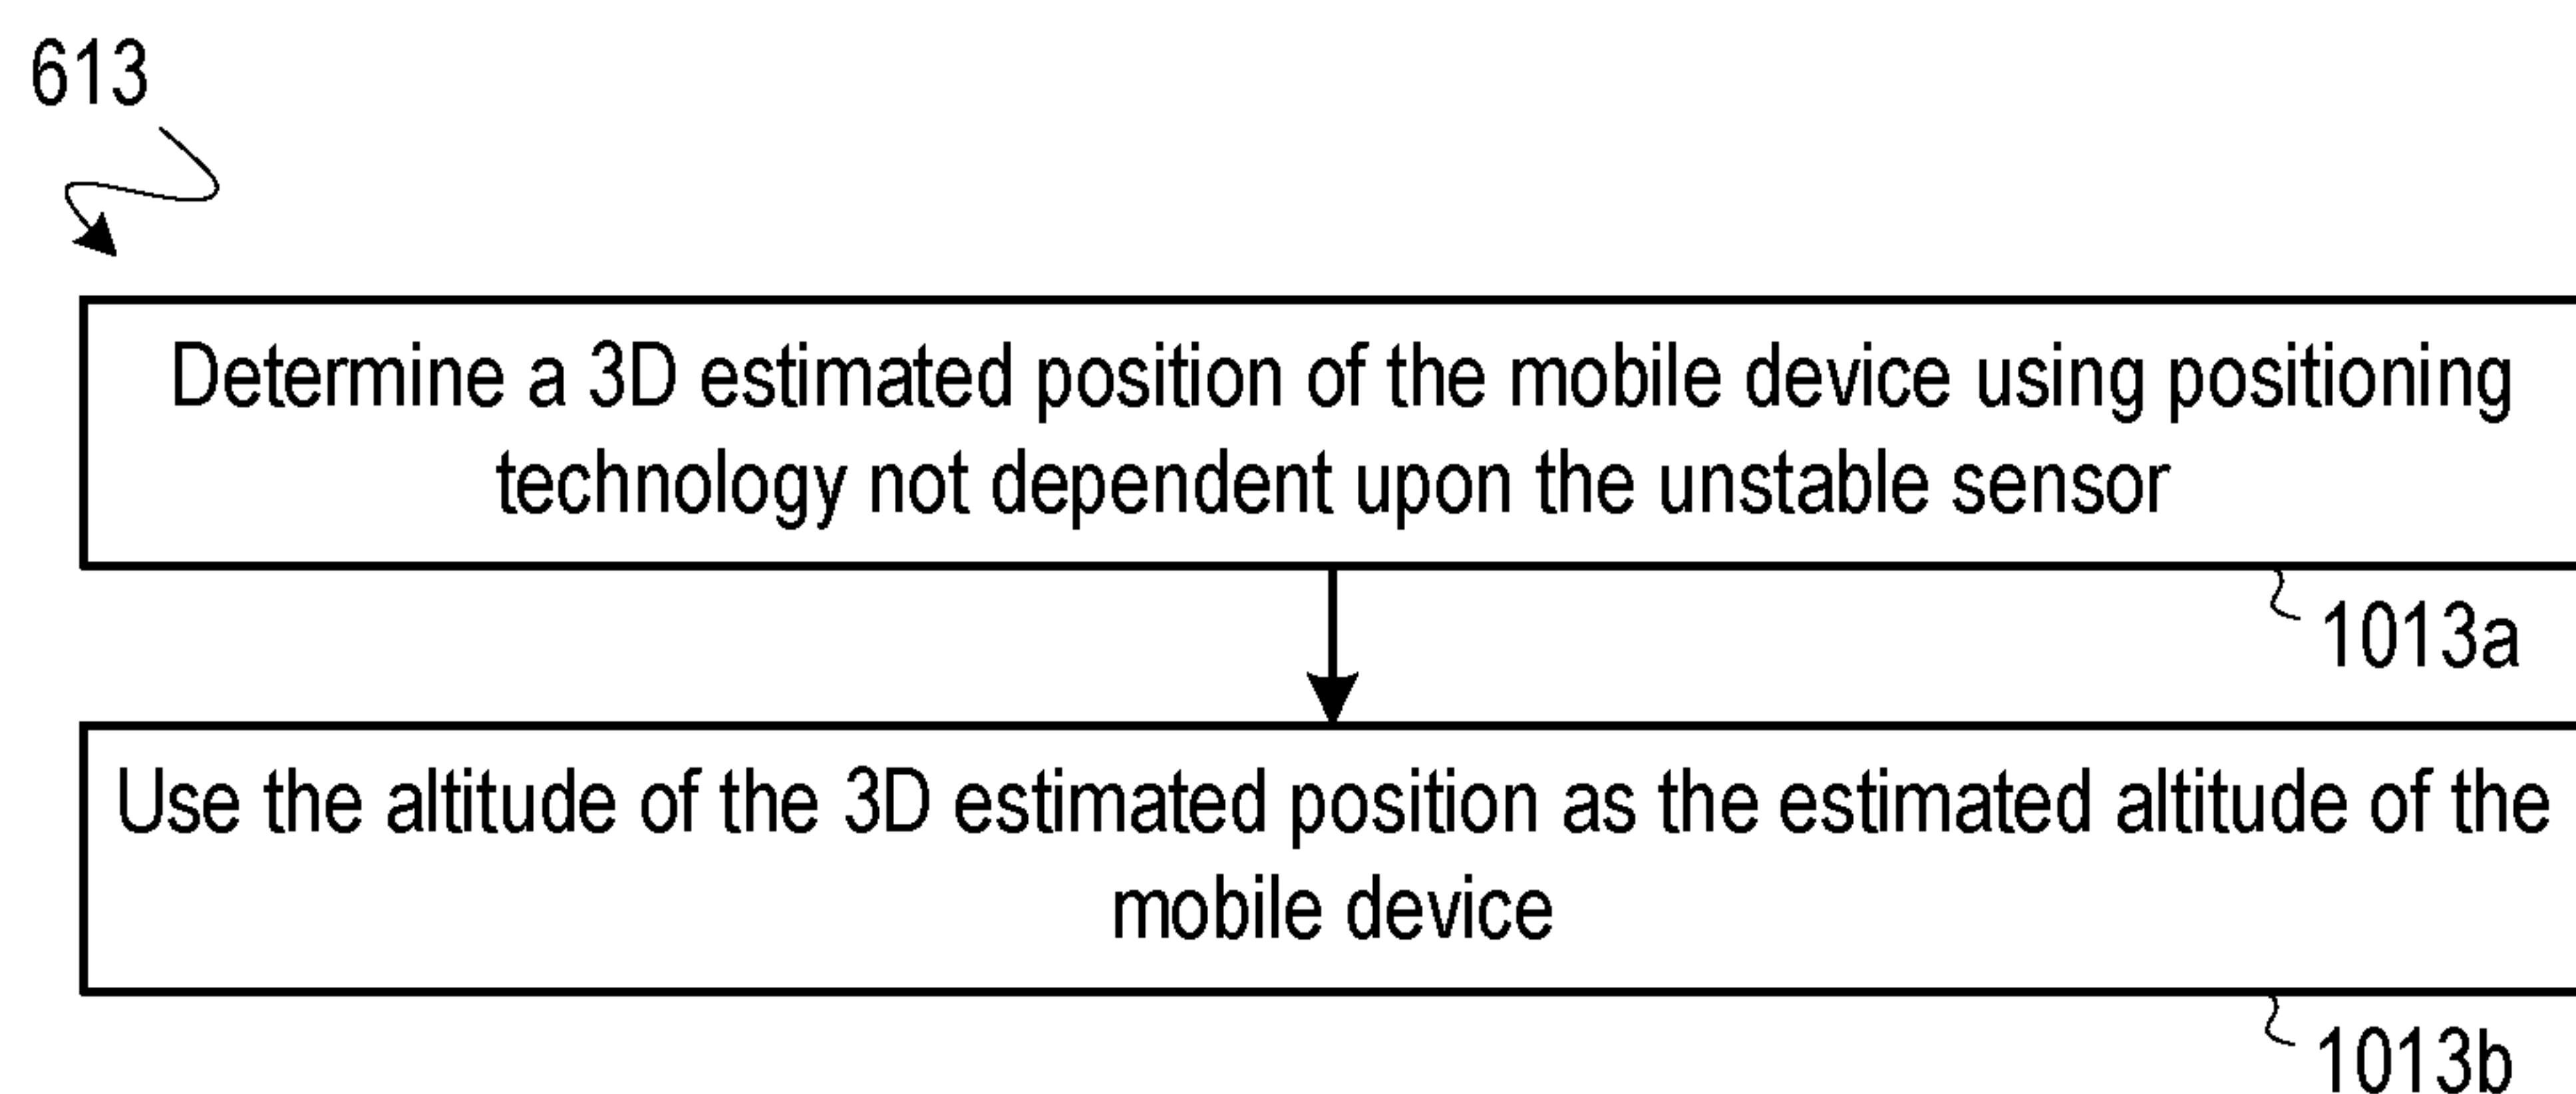 613
Determine a 3D estimated position of the mobile device using positioning
technology not dependent upon the unstable sensor
1013a
Use the altitude of the 3D estimated position as the estimated altitude of the
mobile device
1013b